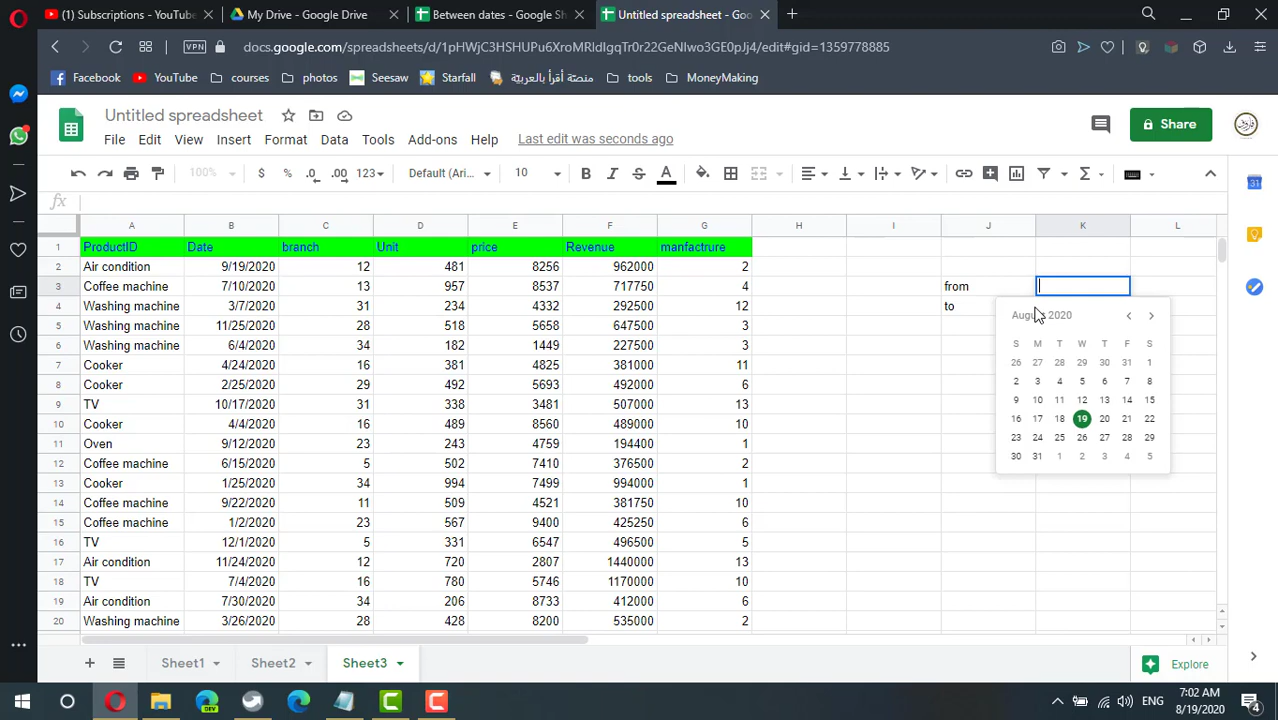 Subscriptions - YouTube
My Drive - Google Drive
Between dates - Google Sh
Untitled spreadsheet - Goo
VPN
docs.google.com/spreadsheets/d/1pHWjC3HSHUPu6XroMRldIgqTr0r22GeNIwo3GE0pJj4/edit#gid=1359778885
Facebook
YouTube
courses
photos
Seesaw
Starfall
منصّة أقرأ بالعربيّة
tools
MoneyMaking
Untitled spreadsheet
File Edit View Insert Format Data Tools Add-ons Help Last edit was seconds ago
Share
100% $ % .0 .00 123 Default (Ari... 10 B I S A
fx
A B C D E F G H I J K L
1 ProductID Date branch Unit price Revenue manfactrure
2 Air condition 9/19/2020 12 481 8256 962000 2
3 Coffee machine 7/10/2020 13 957 8537 717750 4 from
4 Washing machine 3/7/2020 31 234 4332 292500 12 to
5 Washing machine 11/25/2020 28 518 5658 647500 3
6 Washing machine 6/4/2020 34 182 1449 227500 3
7 Cooker 4/24/2020 16 381 4825 381000 11
8 Cooker 2/25/2020 29 492 5693 492000 6
9 TV 10/17/2020 31 338 3481 507000 13
10 Cooker 4/4/2020 16 489 8560 489000 10
11 Oven 9/12/2020 23 243 4759 194400 1
12 Coffee machine 6/15/2020 5 502 7410 376500 2
13 Cooker 1/25/2020 34 994 7499 994000 1
14 Coffee machine 9/22/2020 11 509 4521 381750 10
15 Coffee machine 1/2/2020 23 567 9400 425250 6
16 TV 12/1/2020 5 331 6547 496500 5
17 Air condition 11/24/2020 12 720 2807 1440000 13
18 TV 7/4/2020 16 780 5746 1170000 10
19 Air condition 7/30/2020 34 206 8733 412000 6
20 Washing machine 3/26/2020 28 428 8200 535000 2
August 2020
S M T W T F S
26 27 28 29 30 31 1
2 3 4 5 6 7 8
9 10 11 12 13 14 15
16 17 18 19 20 21 22
23 24 25 26 27 28 29
30 31 1 2 3 4 5
Sheet1
Sheet2
Sheet3
Explore
31
DEV
ENG
7:02 AM
8/19/2020
4